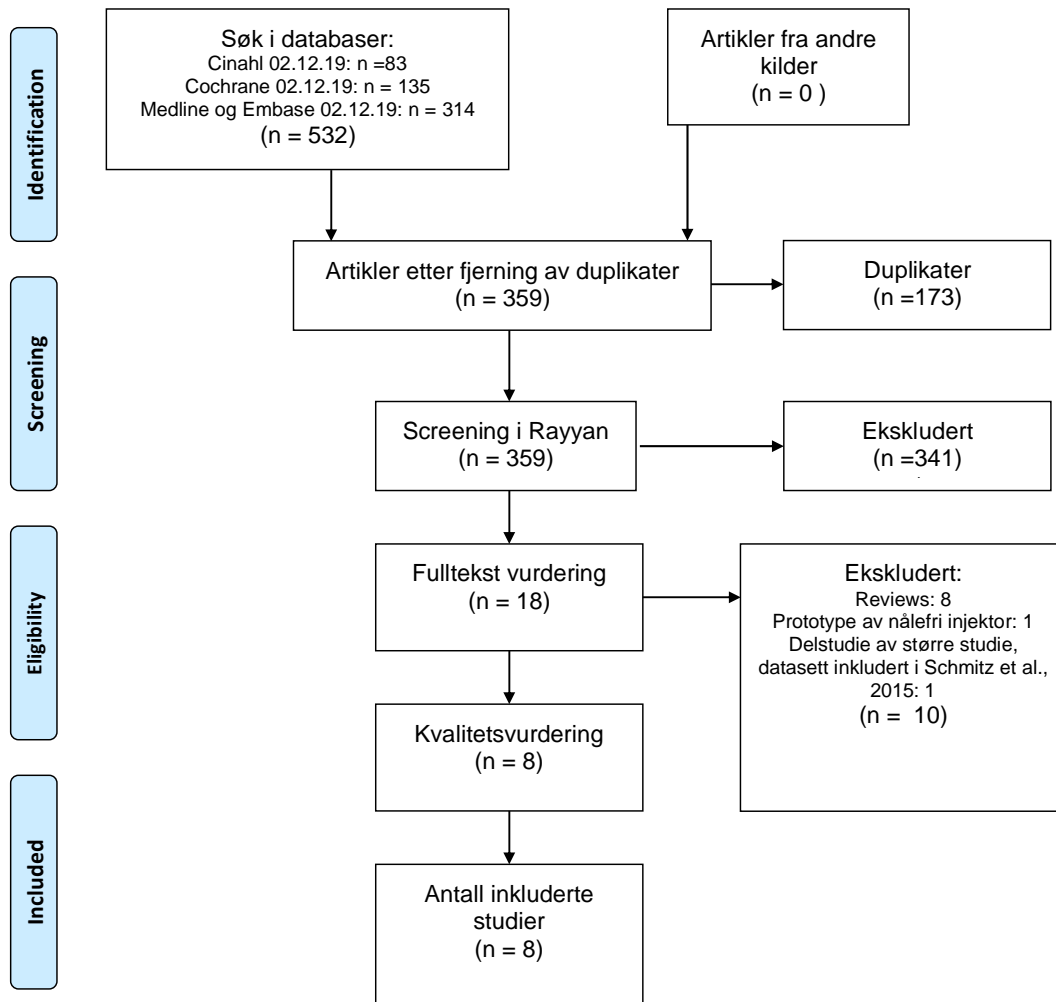 Identification
Søk i databaser:
Cinahl 02.12.19: n =83
Cochrane 02.12.19: n = 135
Medline og Embase 02.12.19: n = 314
(n = 532)
Artikler fra andre
kilder
(n = 0 )
Artikler etter fjerning av duplikater
(n = 359)
Duplikater
(n =173)
Screening
Screening i Rayyan
(n = 359)
Ekskludert
(n =341)
Eligibility
Fulltekst vurdering
(n = 18)
Ekskludert:
Reviews: 8
Prototype av nålefri injektor: 1
Delstudie av større studie,
datasett inkludert i Schmitz et al.,
2015: 1
(n =  10)
Kvalitetsvurdering
(n = 8)
Included
Antall inkluderte
studier
(n = 8)